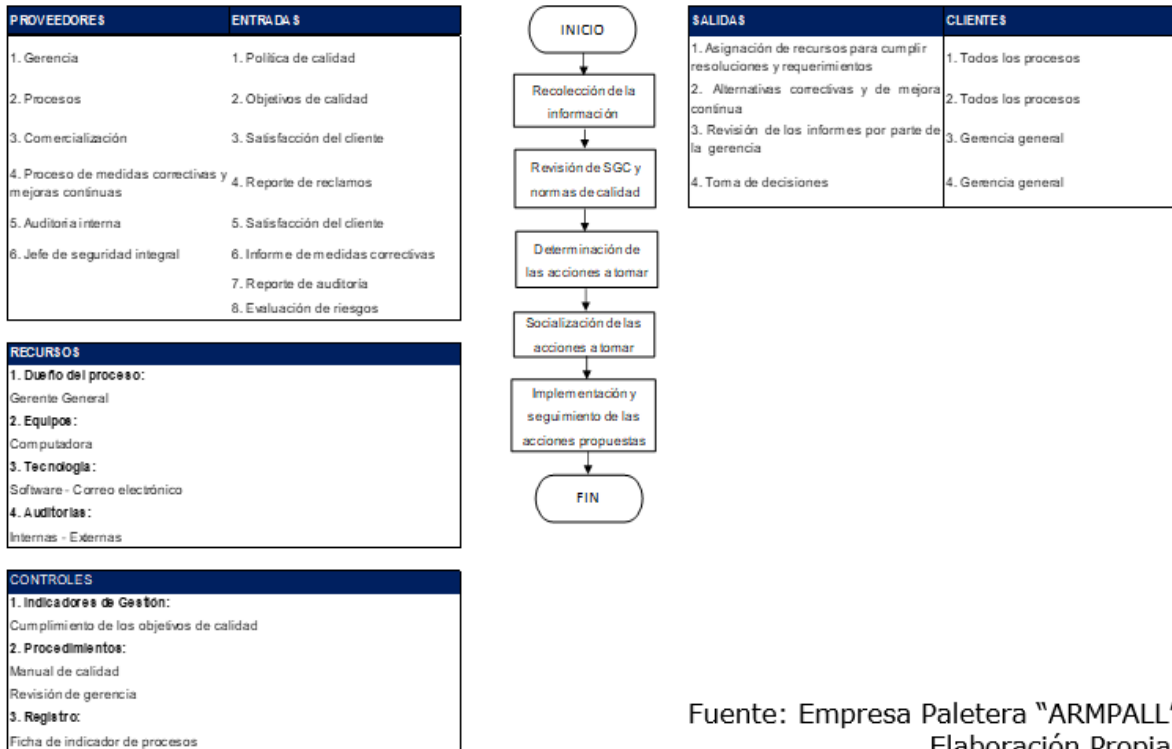 PROVEEDORES ENTRADAS
1. Gerencia 1. Política de calidad
2. Procesos 2. Objetivos de calidad
3. Comercialización 3. Satisfacción del cliente
4. Proceso de medidas correctivas y
mejoras continuas 4. Reporte de reclamos
5. Auditoria interna 5. Satisfacción del cliente
6. Jefe de seguridad integral 6. Informe de medidas correctivas
7. Reporte de auditoria
8. Evaluación de riesgos
RECURSOS
1. Dueño del proceso:
Gerente General
2. Equipos:
Computadora
3. Tecnologia:
Software - Correo electrónico
4. Auditorias:
Internas - Externas
CONTROLES
1. Indicadores de Gestión:
Cumplimiento de los objetivos de calidad
2. Procedimientos:
Manual de calidad
Revisión de gerencia
3. Registro:
Ficha de indicador de procesos
INICIO
Recolección de la
información
Revisión de SGC y
normas de calidad
Determinación de
las acciones a tomar
Socialización de las
acciones a tomar
Implementación y
seguimiento de las
acciones propuestas
FIN
SALIDAS CLIENTES
1. Asignación de recursos para cumplir
resoluciones y requerimientos 1. Todos los procesos
2. Alternativas correctivas y de mejora
continua 2. Todos los procesos
3. Revisión de los informes por parte de
la gerencia 3. Gerencia general
4. Toma de decisiones 4. Gerencia general
Fuente: Empresa Paletera “ARMPALL”
Elaboración Propia